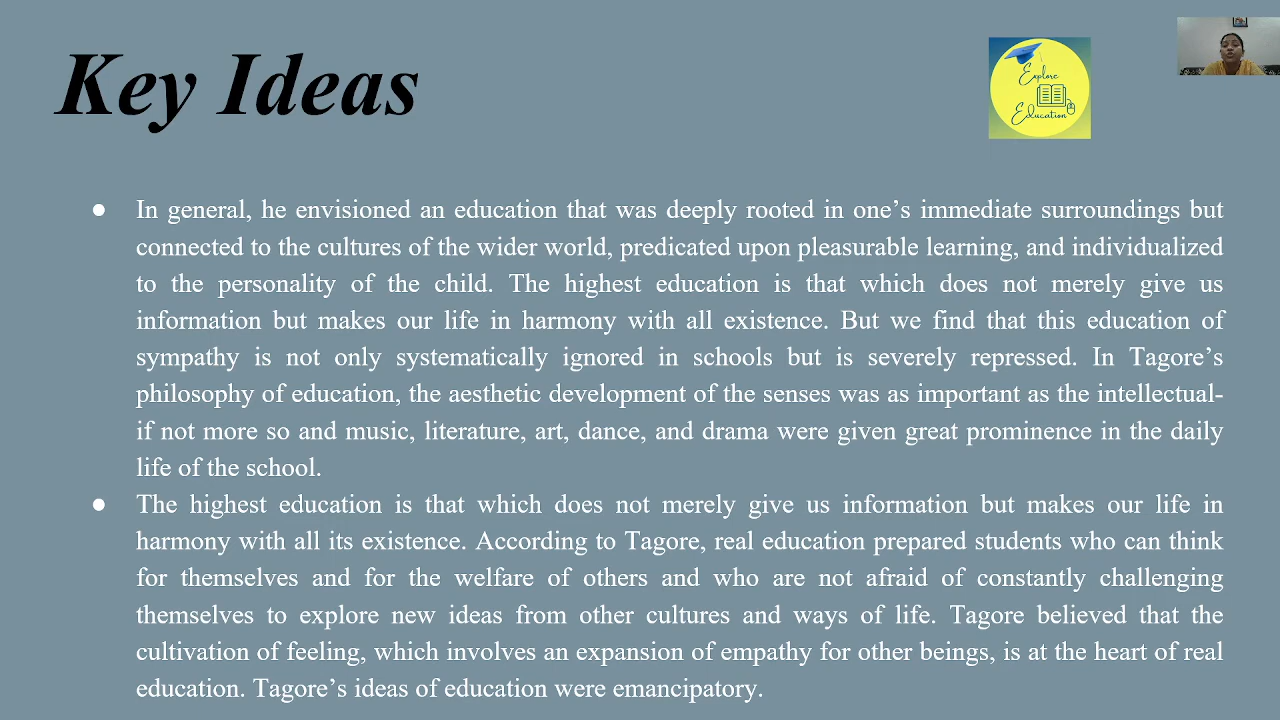 Key Ideas
Explore
Education
● In general, he envisioned an education that was deeply rooted in one’s immediate surroundings but
connected to the cultures of the wider world, predicated upon pleasurable learning, and individualized
to the personality of the child. The highest education is that which does not merely give us
information but makes our life in harmony with all existence. But we find that this education of
sympathy is not only systematically ignored in schools but is severely repressed. In Tagore’s
philosophy of education, the aesthetic development of the senses was as important as the intellectual-
if not more so and music, literature, art, dance, and drama were given great prominence in the daily
life of the school.
● The highest education is that which does not merely give us information but makes our life in
harmony with all its existence. According to Tagore, real education prepared students who can think
for themselves and for the welfare of others and who are not afraid of constantly challenging
themselves to explore new ideas from other cultures and ways of life. Tagore believed that the
cultivation of feeling, which involves an expansion of empathy for other beings, is at the heart of real
education. Tagore’s ideas of education were emancipatory.